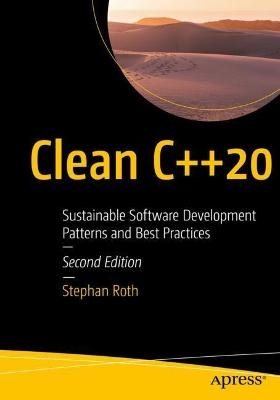 Clean C++20
Sustainable Software Development
Patterns and Best Practices
Second Edition
Stephan Roth
Apress®